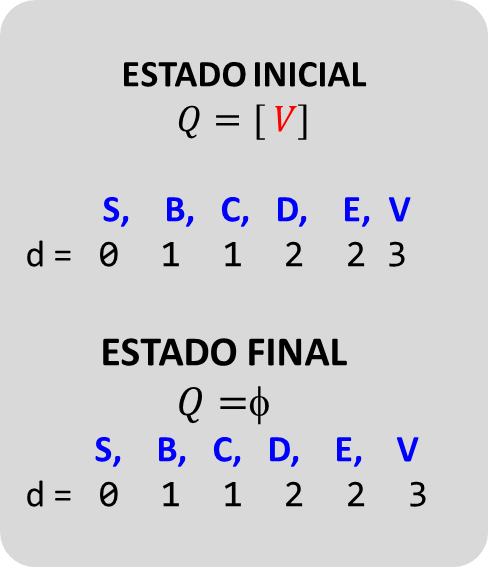 ESTADO INICIAL
Q = [ V ]
S, B, C, D, E, V
d = 0 1 1 2 2 3
ESTADO FINAL
Q =ϕ
S, B, C, D, E, V
d = 0 1 1 2 2 3